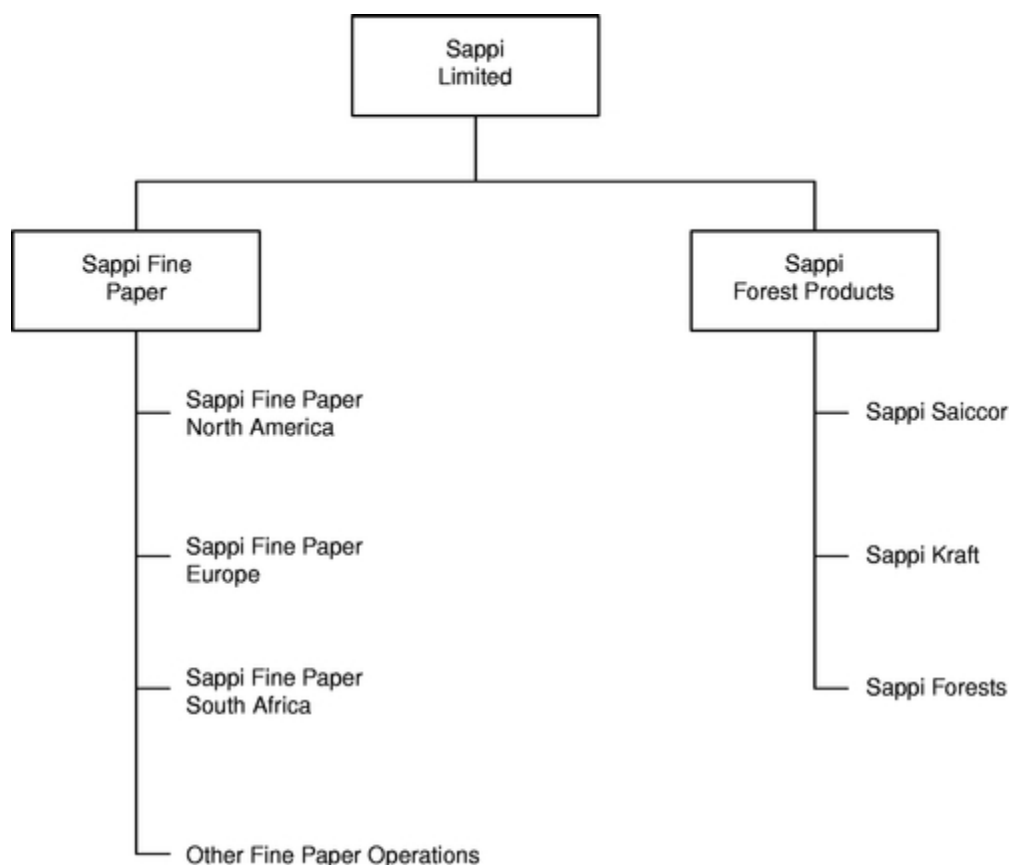 Sappi
Limited
Sappi Fine
Paper
Sappi
Forest Products
Sappi Fine Paper
North America
Sappi Saiccor
Sappi Fine Paper
Europe
Sappi Kraft
Sappi Fine Paper
South Africa
Sappi Forests
Other Fine Paper Operations